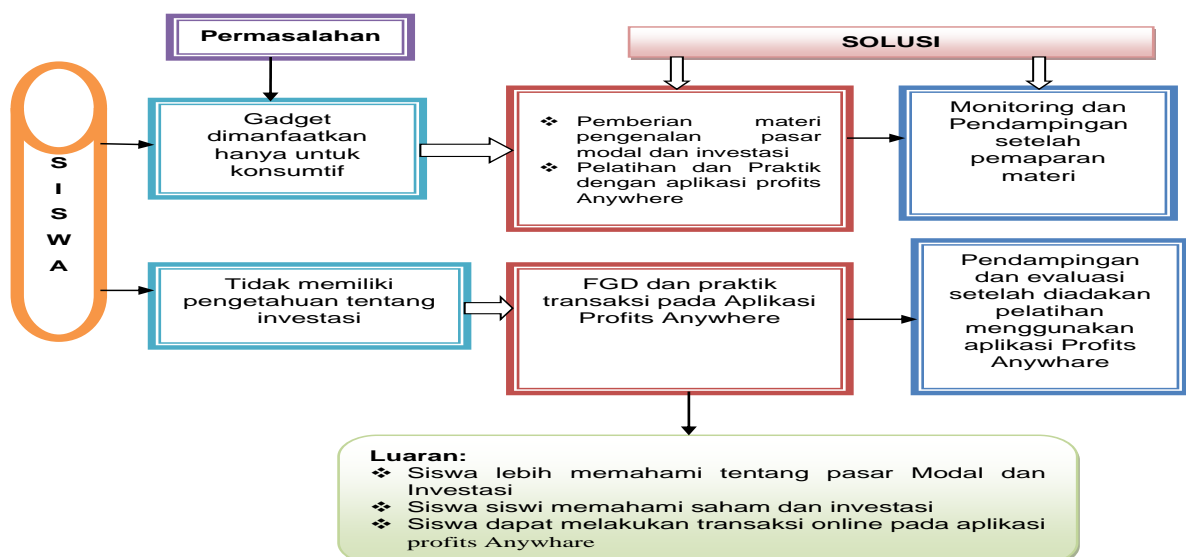 Permasalahan
SOLUSI
S
I
S
W
A
Gadget
dimanfaatkan
hanya untuk
konsumtif
❖ Pemberian materi
pengenalan pasar
modal dan investasi
❖ Pelatihan dan Praktik
dengan aplikasi profits
Anywhere
Monitoring dan
Pendampingan
setelah
pemaparan
materi
Tidak memiliki
pengetahuan tentang
investasi
FGD dan praktik
transaksi pada Aplikasi
Profits Anywhere
Pendampingan
dan evaluasi
setelah diadakan
pelatihan
menggunakan
aplikasi Profits
Anywhare
Luaran:
❖ Siswa lebih memahami tentang pasar Modal dan
Investasi
❖ Siswa siswi memahami saham dan investasi
❖ Siswa dapat melakukan transaksi online pada aplikasi
profits Anywhare